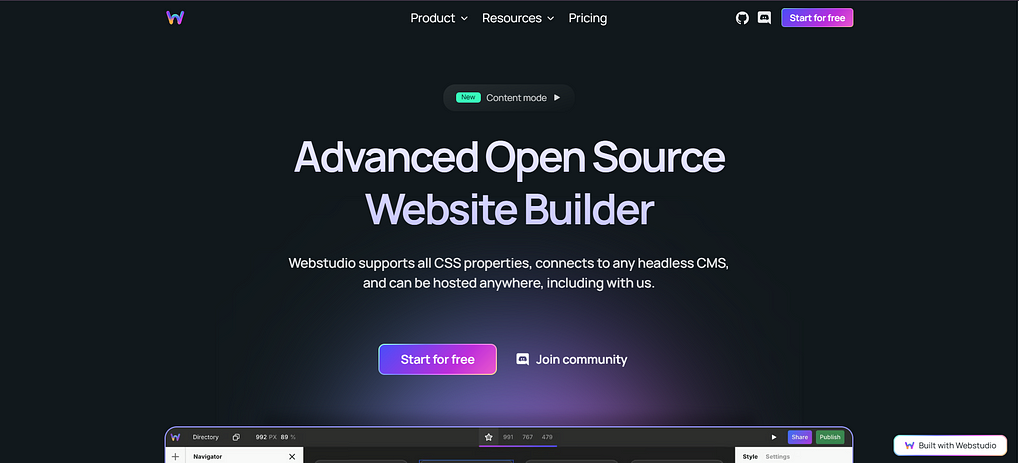 Product Resources Pricing Start for free
New Content mode
Advanced Open Source
Website Builder
Webstudio supports all CSS properties, connects to any headless CMS,
and can be hosted anywhere, including with us.
Start for free Join community
Directory 992 PX 89 % 991 767 479 Share Publish
Navigator Style Settings
Built with Webstudio